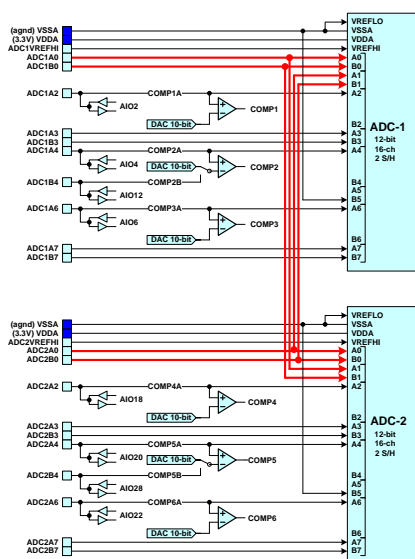 VREFLO
(agnd) VSSA VSSA
(3.3V) VDDA VDDA
ADC1VREFHI VREFHI
ADC1A0 A0
ADC1B0 B0
A1
B1
ADC1A2 COMP1A A2
AIO2 COMP1
DAC 10-bit B2
ADC1A3 A3
ADC1B3 B3
ADC1A4 COMP2A A4
AIO4 COMP2
DAC 10-bit
ADC1B4 COMP2B B4
A5
AIO12 B5
ADC1A6 COMP3A A6
AIO6 COMP3
DAC 10-bit B6
ADC1A7 A7
ADC1B7 B7
ADC-1
12-bit
16-ch
2 S/H
VREFLO
(agnd) VSSA VSSA
(3.3V) VDDA VDDA
ADC2VREFHI VREFHI
ADC2A0 A0
ADC2B0 B0
A1
B1
ADC2A2 COMP4A A2
AIO18 COMP4
DAC 10-bit B2
ADC2A3 A3
ADC2B3 B3
ADC2A4 COMP5A A4
AIO20 COMP5
DAC 10-bit
ADC2B4 COMP5B B4
A5
AIO28 B5
ADC2A6 COMP6A A6
AIO22 COMP6
DAC 10-bit B6
ADC2A7 A7
ADC2B7 B7
ADC-2
12-bit
16-ch
2 S/H